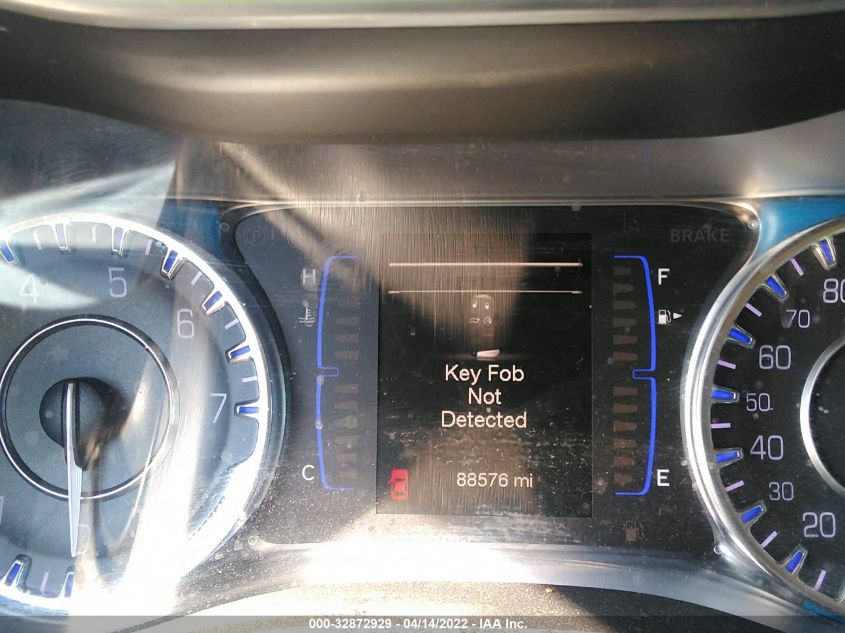 BRAKE
H
F
4
5
6
7
80
70
60
50
40
30
20
Key Fob
Not
Detected
C
88576 mi
E
000-32872929 - 04/14/2022 - IAA Inc.